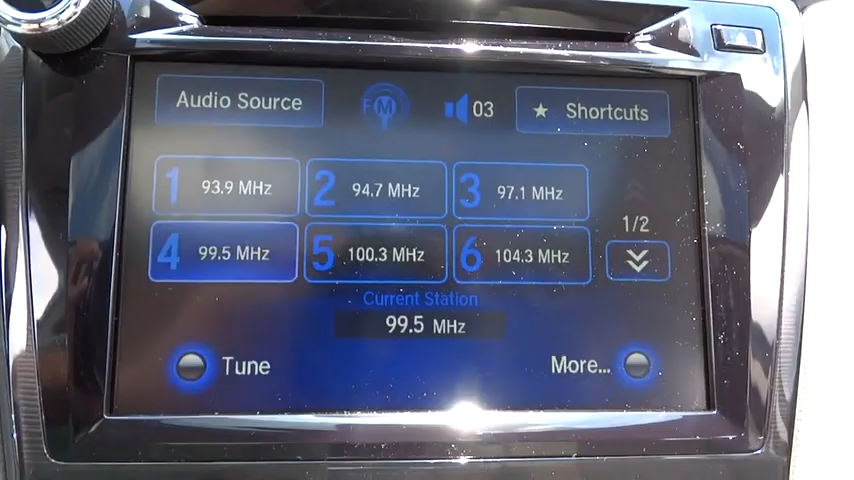 Audio Source
FM
03
★ Shortcuts
1 93.9 MHz
2 94.7 MHz
3 97.1 MHz
1/2
4 99.5 MHz
5 100.3 MHz
6 104.3 MHz
Current Station
99.5 MHz
Tune
More...